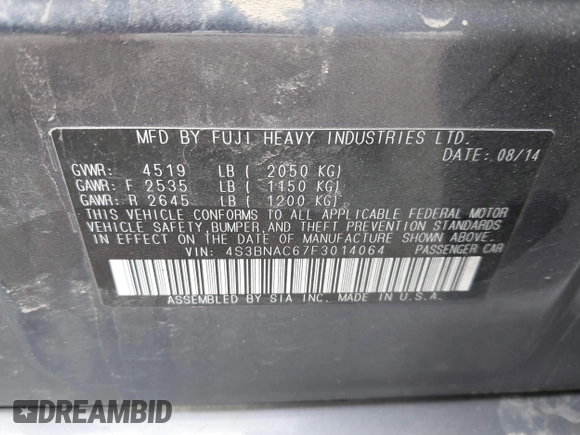 MFD BY FUJI HEAVY INDUSTRIES LTD.
DATE: 08/14
GVWR: 4519 LB ( 2050 KG)
GAWR: F 2535 LB ( 1150 KG)
GAWR: R 2645 LB ( 1200 KG)
THIS VEHICLE CONFORMS TO ALL APPLICABLE FEDERAL MOTOR
VEHICLE SAFETY,BUMPER,AND THEFT PREVENTION STANDARDS
IN EFFECT ON THE DATE OF MANUFACTURE SHOWN ABOVE.
VIN: 4S3BNAC67F3014064 PASSENGER CAR
ASSEMBLED BY SIA INC. MADE IN U.S.A.
DREAMBID